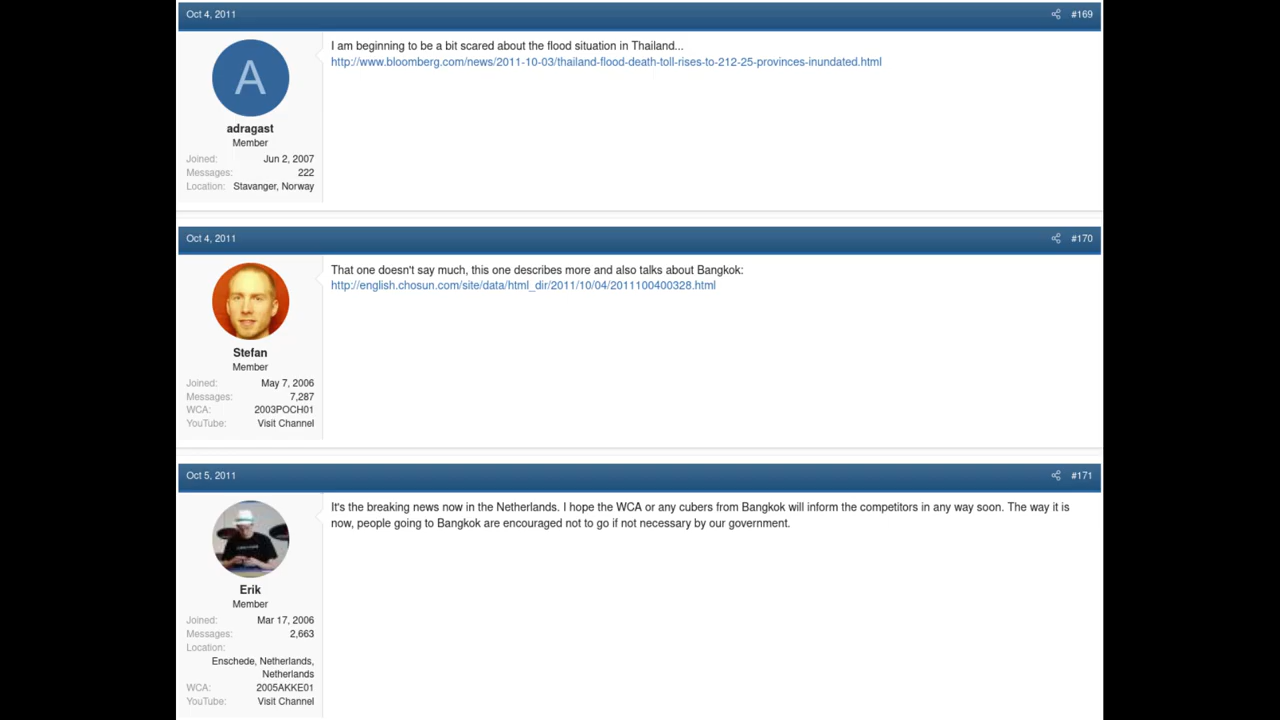 Oct 4, 2011 #169
I am beginning to be a bit scared about the flood situation in Thailand...
http://www.bloomberg.com/news/2011-10-03/thailand-flood-death-toll-rises-to-212-25-provinces-inundated.html
A
adragast
Member
Joined: Jun 2, 2007
Messages: 222
Location: Stavanger, Norway
Oct 4, 2011 #170
That one doesn't say much, this one describes more and also talks about Bangkok:
http://english.chosun.com/site/data/html_dir/2011/10/04/2011100400328.html
Stefan
Member
Joined: May 7, 2006
Messages: 7,287
WCA: 2003POCH01
YouTube: Visit Channel
Oct 5, 2011 #171
It's the breaking news now in the Netherlands. I hope the WCA or any cubers from Bangkok will inform the competitors in any way soon. The way it is
now, people going to Bangkok are encouraged not to go if not necessary by our government.
Erik
Member
Joined: Mar 17, 2006
Messages: 2,663
Location:
Enschede, Netherlands,
Netherlands
WCA: 2005AKKE01
YouTube: Visit Channel